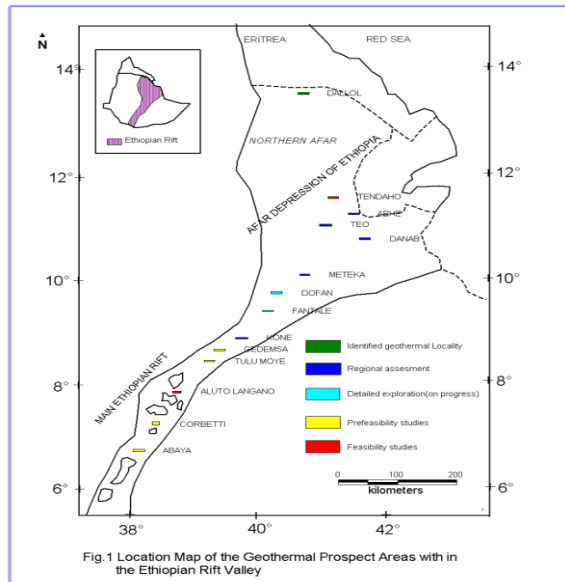 ERITREA
RED SEA
N
14°
14°
DALLOL
Ethiopian Rift
NORTHERN AFAR
AFAR DEPRESSION OF ETHIOPIA
12°
12°
TENDAHO
ABHE
TEO
DANAB
10°
10°
METEKA
DOFAN
FANTALE
KONE
GEDEMSA
TULU MOYE
Identified geothermal Locality
Regional assesment
Detailed exploration(on progress)
Prefeasibility studies
Feasibility studies
8°
8°
MAIN ETHIOPIAN RIFT
ALUTO LANGANO
CORBETTI
ABAYA
0 100 200
kilometers
6°
6°
38° 40° 42°
Fig.1 Location Map of the Geothermal Prospect Areas with in
the Ethiopian Rift Valley